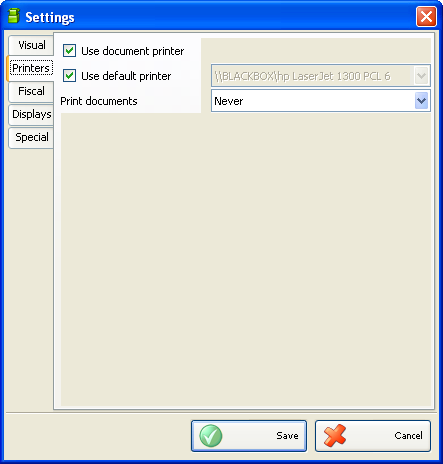 Settings
Visual
Printers
Fiscal
Displays
Special
Use document printer
Use default printer
\\BLACKBOX\hp LaserJet 1300 PCL 6
Print documents
Never
Save
Cancel